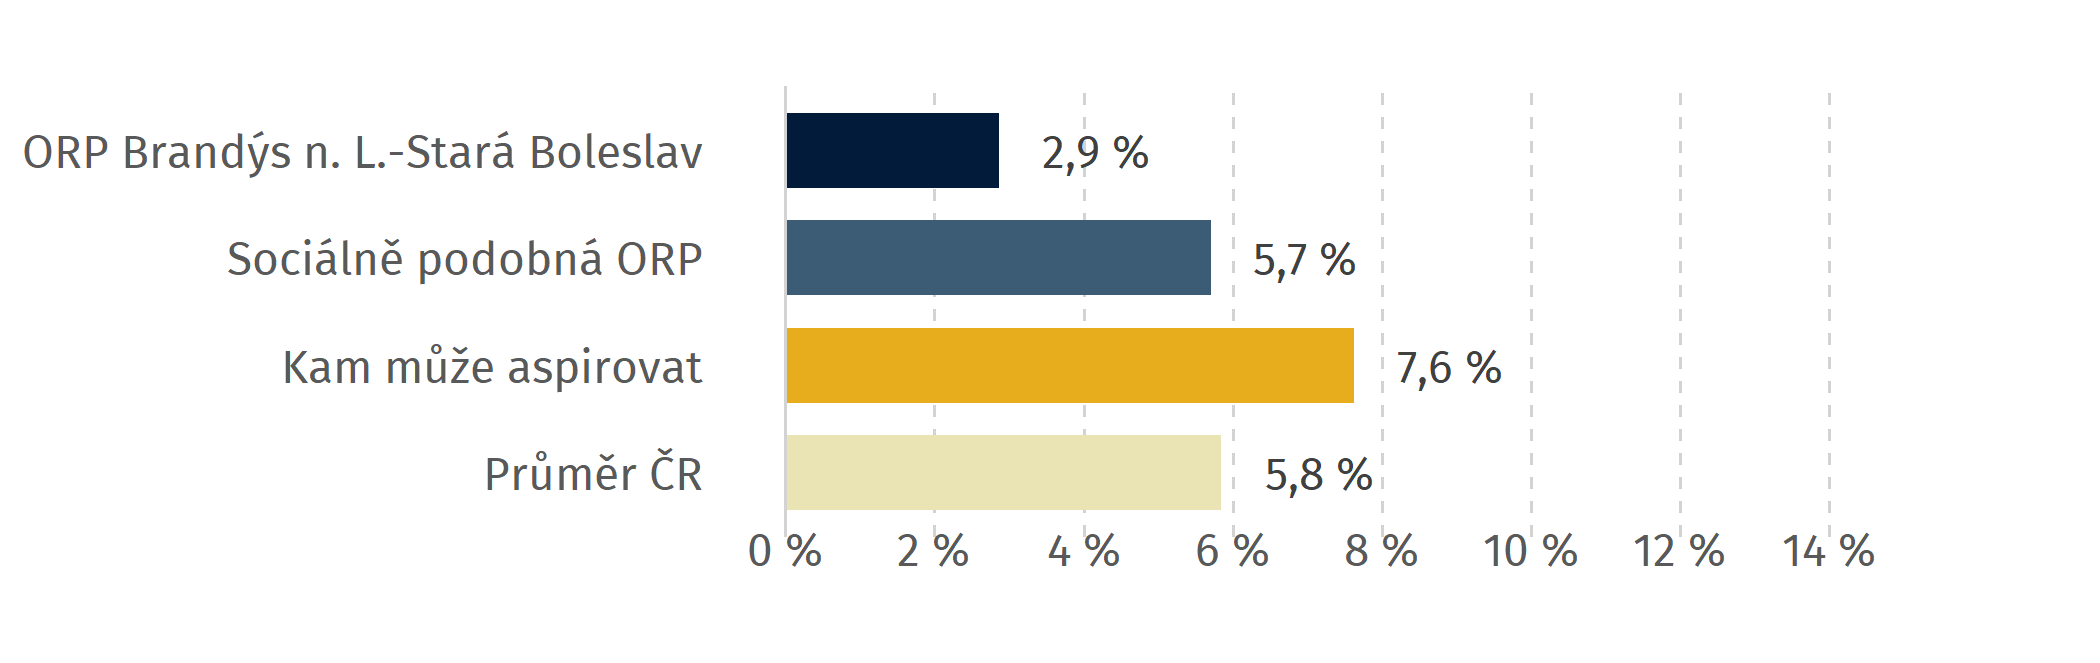 ORP Brandýs n. L.-Stará Boleslav 2,9 %
Sociálně podobná ORP 5,7 %
Kam může aspirovat 7,6 %
Průměr ČR 5,8 %
0 % 2 % 4 % 6 % 8 % 10 % 12 % 14 %